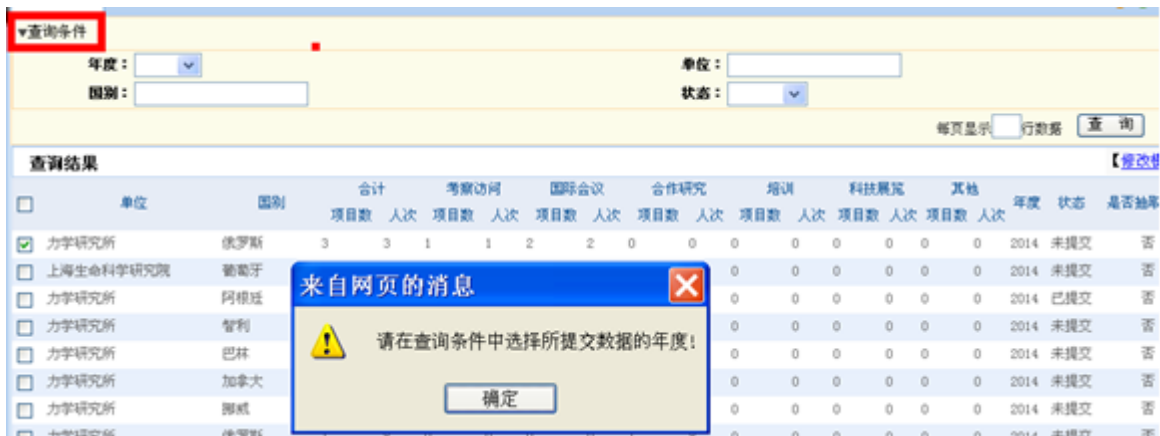 ▾查询条件
年度： 单位：
国别： 状态：
每页显示 行数据 查 询
查询结果 【修改
单位 国别 合计 考察访问 国际会议 合作研究 培训 科技展览 其他 年度 状态
项目数 人次 项目数 人次 项目数 人次 项目数 人次 项目数 人次 项目数 人次 项目数 人次
力学研究所 俄罗斯 3 3 1 1 2 2 0 0 0 0 0 0 0 0 2014 未提交 否
上海生命科学研究院 葡萄牙 0 0 0 0 0 0 2014 未提交 否
力学研究所 阿根廷 0 0 0 0 0 0 2014 已提交 否
力学研究所 智利 0 0 0 0 0 0 2014 未提交 否
力学研究所 巴林 0 0 0 0 0 0 2014 未提交 否
力学研究所 加拿大 0 0 0 0 0 0 2014 未提交 否
力学研究所 挪威 0 0 0 0 0 0 2014 未提交 否
来自网页的消息
请在查询条件中选择所提交数据的年度!
确定